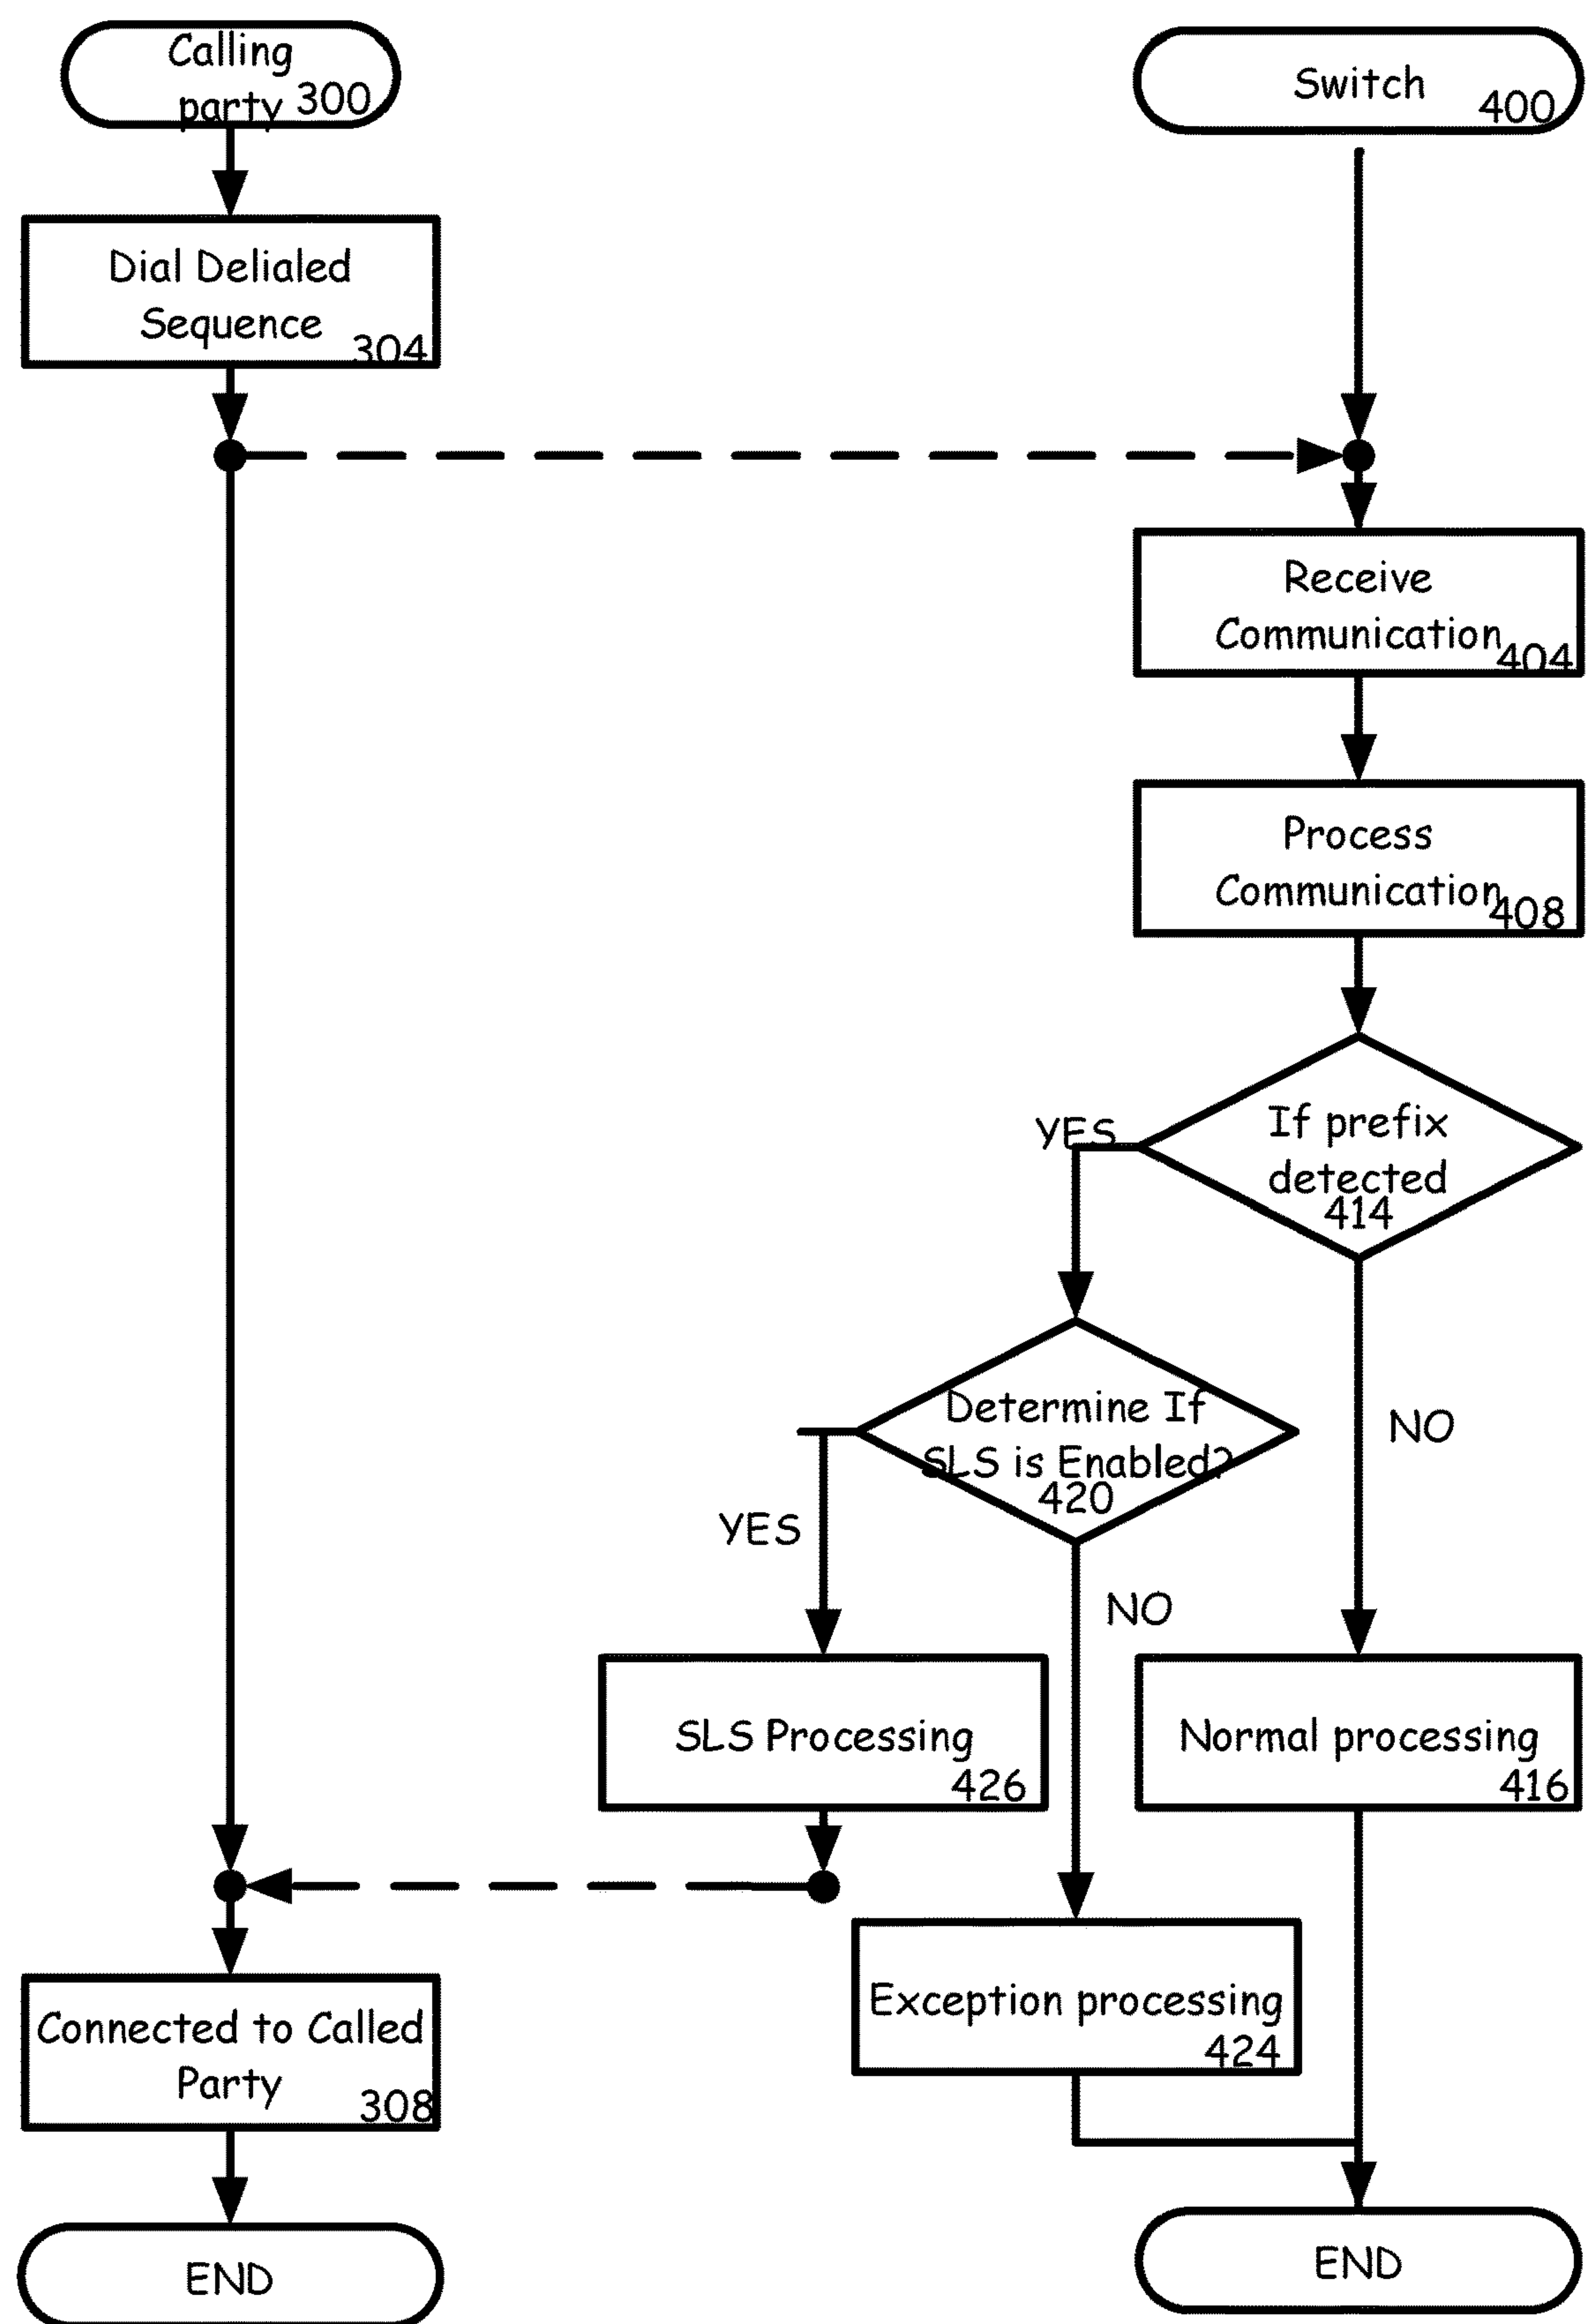 Calling
party 300
Switch 400
Dial Delialed
Sequence
304
Receive
Communication
404
Process
Communication
408
If prefix
detected
414
YES
NO
Determine If
SLS is Enabled?
420
YES
NO
SLS Processing
426
Normal processing
416
Exception processing
424
Connected to Called
Party
308
END
END